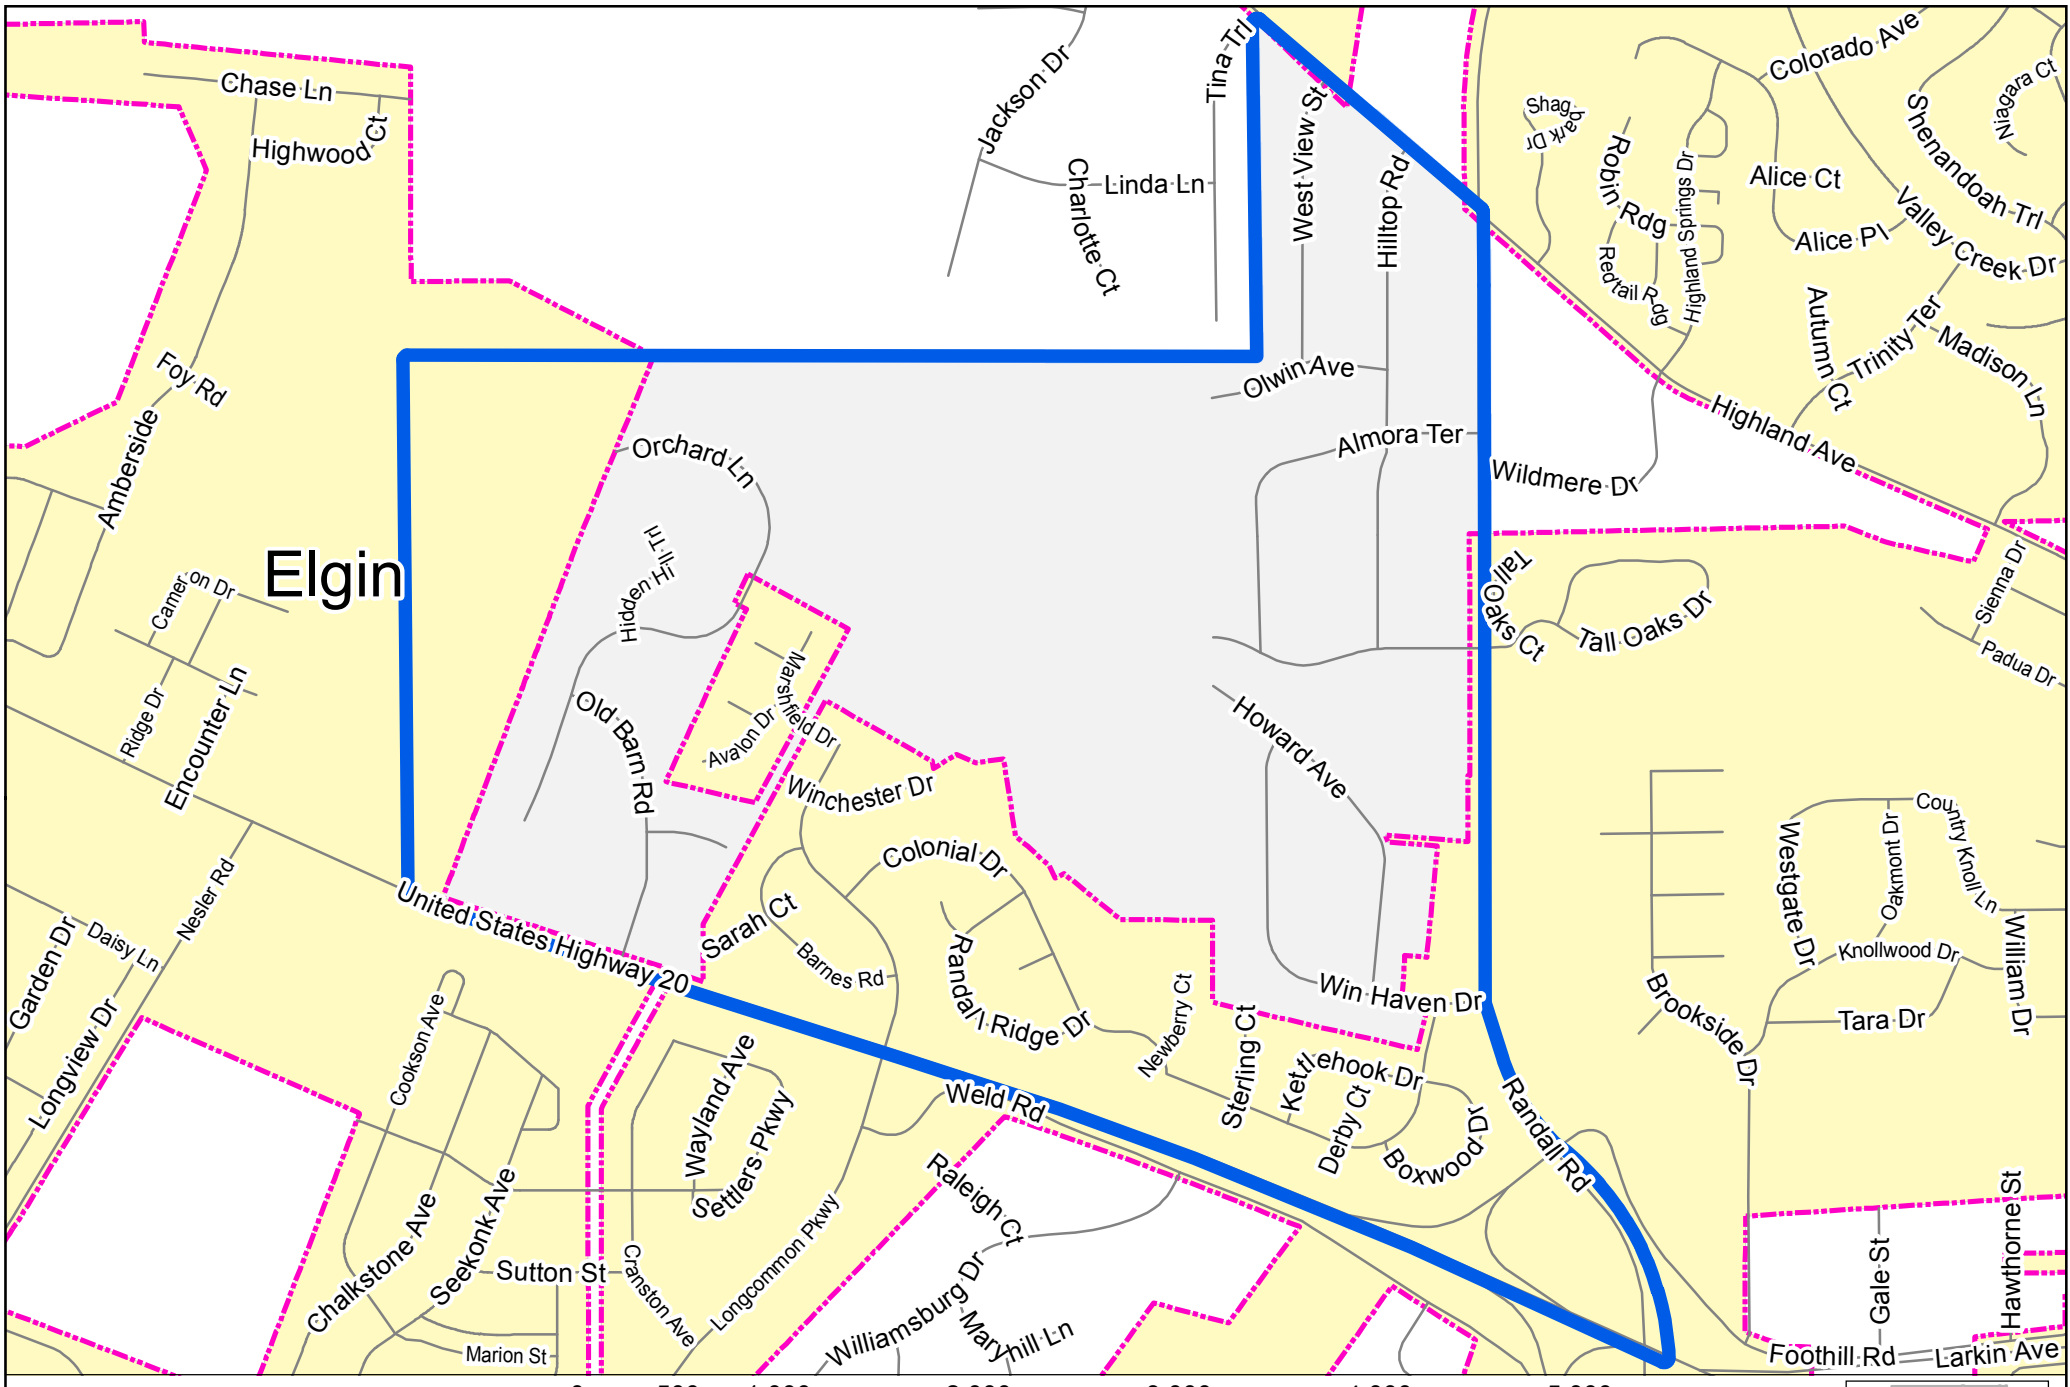 Chase Ln
Highwood Ct
Jackson Dr
Tina Trl
Linda Ln
Charlotte Ct
West View St
Hilltop Rd
Colorado Ave
Niagara Ct
Shagbark Dr
Robin Rdg
Highland Springs Dr
Redtail Rdg
Alice Ct
Alice Pl
Shenandoah Trl
Valley Creek Dr
Autumn Ct
Trinity Ter
Madison Ln
Foy Rd
Amberside
Olwin Ave
Almora Ter
Wildmere Dr
Highland Ave
Orchard Ln
Hidden Hill Trl
Elgin
Cameron Dr
Ridge Dr
Encounter Ln
Tall Oaks Ct
Tall Oaks Dr
Sienna Dr
Padua Dr
Old Barn Rd
Marshfield Dr
Avalon Dr
Winchester Dr
Howard Ave
Colonial Dr
Westgate Dr
Oakmont Dr
Country Knoll Ln
Knollwood Dr
William Dr
Tara Dr
Brookside Dr
Nesler Rd
Garden Dr
Daisy Ln
Longview Dr
United States Highway 20
Sarah Ct
Barnes Rd
Randall Ridge Dr
Newberry Ct
Sterling Ct
Win Haven Dr
Kettlehook Dr
Derby Ct
Boxwood Dr
Randall Rd
Cookson Ave
Wayland Ave
Settlers Pkwy
Weld Rd
Raleigh Ct
Chalkstone Ave
Seekonk Ave
Sutton St
Cranston Ave
Longcommon Pkwy
Williamsburg Dr
Maryhill Ln
Marion St
Gale St
Hawthorne St
Foothill Rd
Larkin Ave